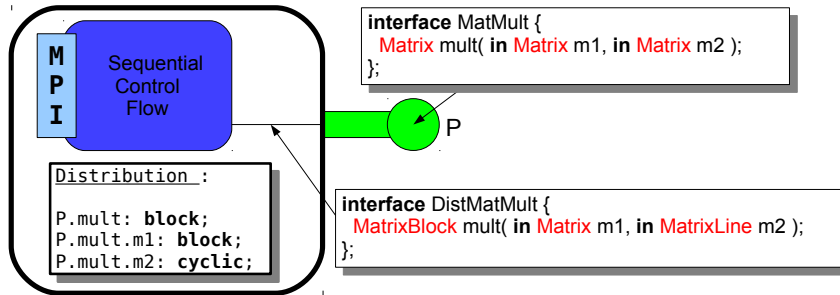 interface MatMult {
Matrix mult( in Matrix m1, in Matrix m2 );
};
M
P
I
Sequential
Control
Flow
P
Distribution :
P.mult: block;
P.mult.m1: block;
P.mult.m2: cyclic;
interface DistMatMult {
MatrixBlock mult( in Matrix m1, in MatrixLine m2 );
};